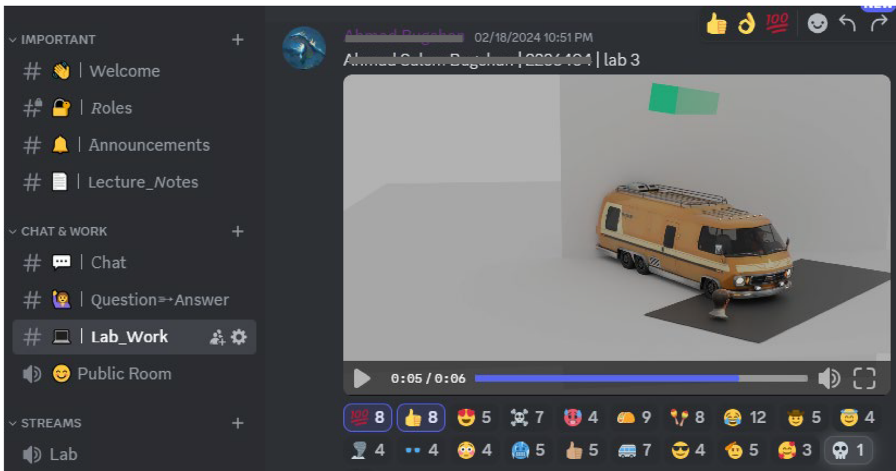 NEW
IMPORTANT +
# | Welcome
# | Roles
# | Announcements
# | Lecture_Notes
CHAT & WORK +
# | Chat
# | Question➳Answer
# | Lab_Work
Public Room
STREAMS +
Lab
02/18/2024 10:51 PM
| lab 3
0:05 / 0:06
100 8 8 5 7 4 9 8 12 5 4
4 4 4 5 5 7 4 5 3 1